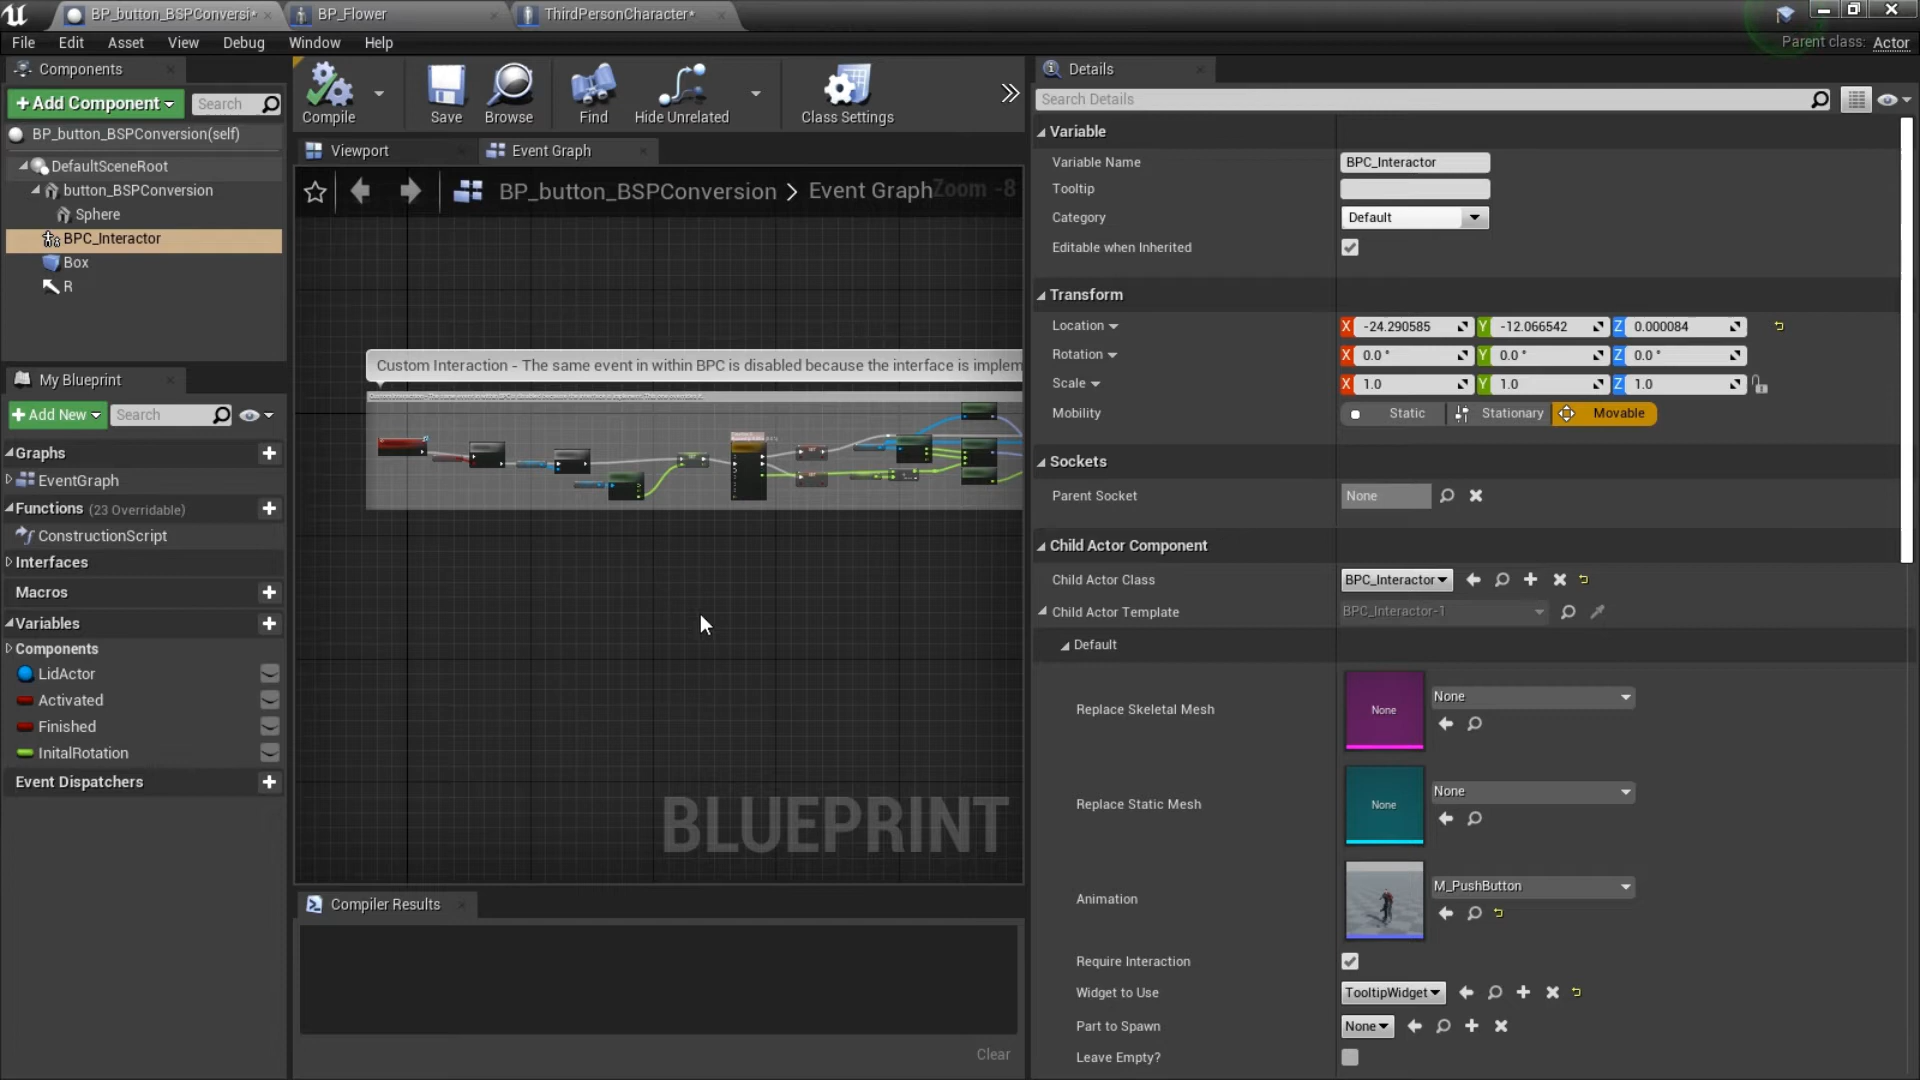 BP_button_BSPConversi*
BP_Flower
ThirdPersonCharacter*
File Edit Asset View Debug Window Help
Parent class: Actor
Components
+Add Component
Search
BP_button_BSPConversion(self)
DefaultSceneRoot
button_BSPConversion
Sphere
BPC_Interactor
Box
R
My Blueprint
+Add New
Search
Graphs
EventGraph
Functions (23 Overridable)
ConstructionScript
Interfaces
Macros
Variables
Components
LidActor
Activated
Finished
InitalRotation
Event Dispatchers
Compile
Save
Browse
Find
Hide Unrelated
Class Settings
Viewport
Event Graph
BP_button_BSPConversion > Event Graph
Zoom -8
Custom Interaction - The same event in within BPC is disabled because the interface is implem
BLUEPRINT
Compiler Results
Clear
Details
Search Details
Variable
Variable Name BPC_Interactor
Tooltip
Category Default
Editable when Inherited
Transform
Location X -24.290585 Y -12.066542 Z 0.000084
Rotation X 0.0 ° Y 0.0 ° Z 0.0 °
Scale X 1.0 Y 1.0 Z 1.0
Mobility Static Stationary Movable
Sockets
Parent Socket None
Child Actor Component
Child Actor Class BPC_Interactor
Child Actor Template BPC_Interactor-1
Default
Replace Skeletal Mesh None None
Replace Static Mesh None None
Animation M_PushButton
Require Interaction
Widget to Use TooltipWidget
Part to Spawn None
Leave Empty?